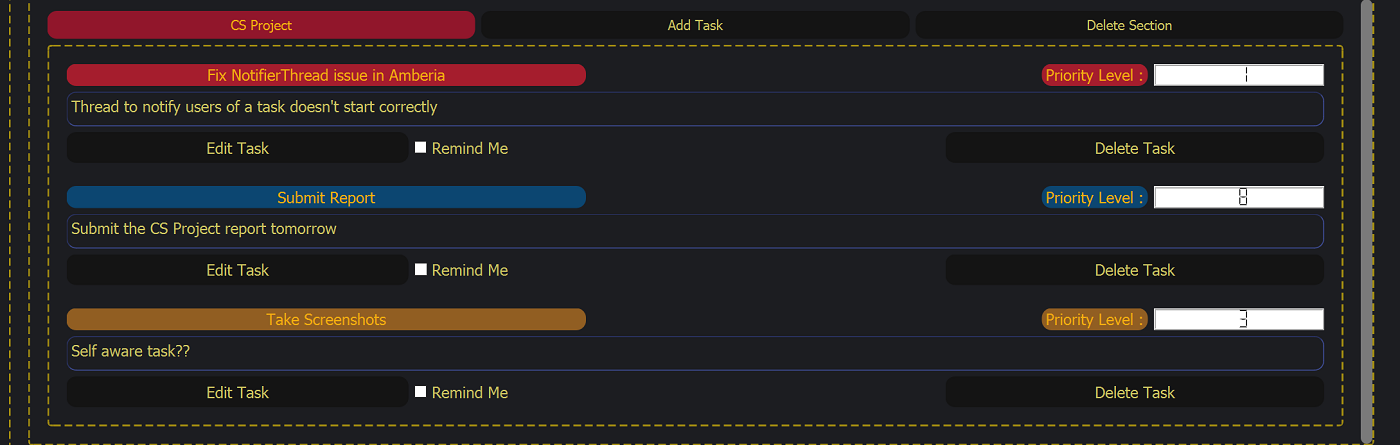 CS Project Add Task Delete Section
Fix NotifierThread issue in Amberia Priority Level : 1
Thread to notify users of a task doesn't start correctly
Edit Task Remind Me Delete Task
Submit Report Priority Level : 8
Submit the CS Project report tomorrow
Edit Task Remind Me Delete Task
Take Screenshots Priority Level : 3
Self aware task??
Edit Task Remind Me Delete Task